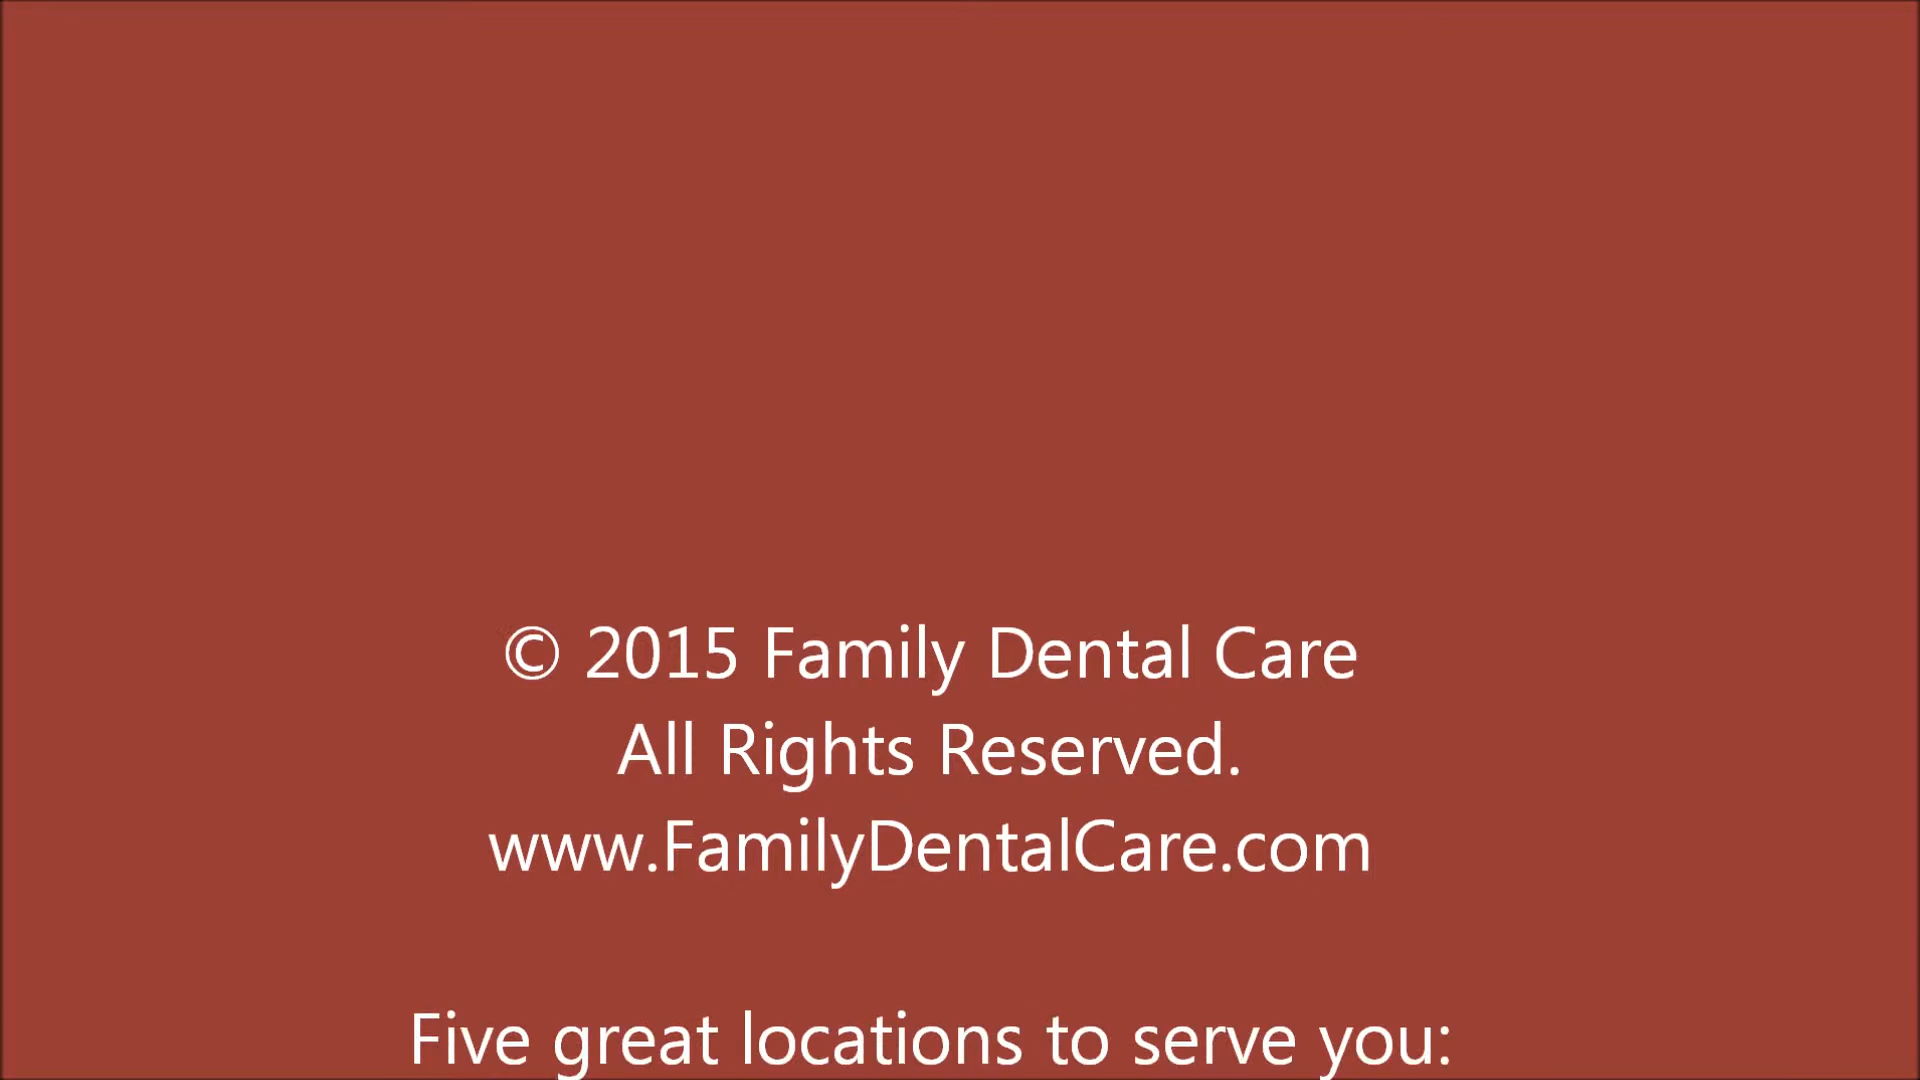 © 2015 Family Dental Care
All Rights Reserved.
www.FamilyDentalCare.com
Five great locations to serve you: